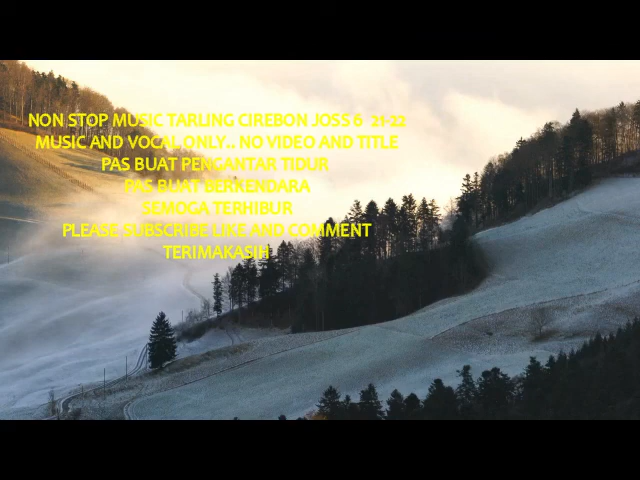 NON STOP MUSIC TARLING CIREBON JOSS 6 21-22
MUSIC AND VOCAL ONLY.. NO VIDEO AND TITLE
PAS BUAT PENGANTAR TIDUR
PAS BUAT BERKENDARA
SEMOGA TERHIBUR
PLEASE SUBSCRIBE LIKE AND COMMENT
TERIMAKASIH